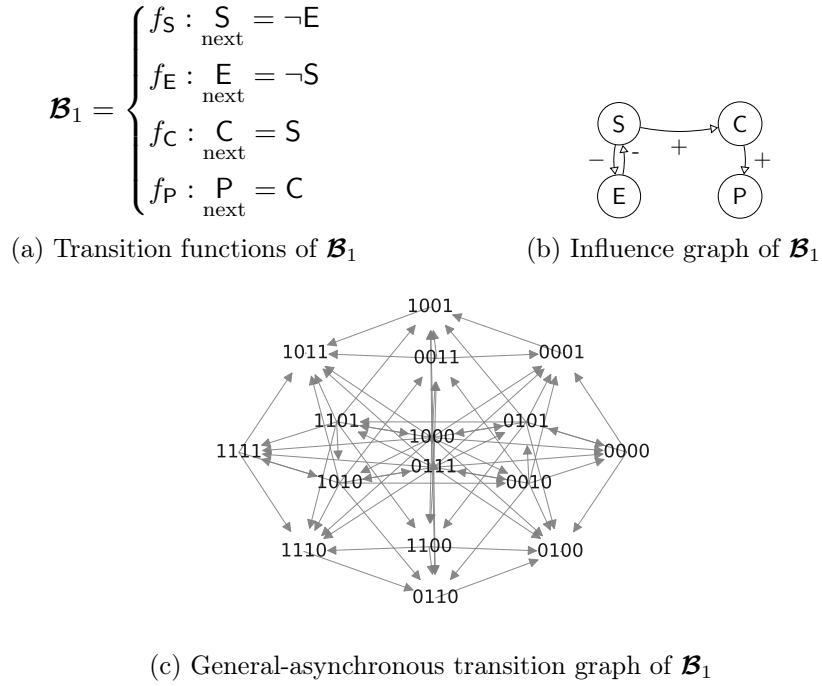 f_S : S_next = ¬E
f_E : E_next = ¬S
𝓑₁ =
f_C : C_next = S
f_P : P_next = C
S
C
+
−
-
+
E
P
(a) Transition functions of 𝓑₁
(b) Influence graph of 𝓑₁
1001
1011
0011
0001
1101
0101
1000
1111
0000
0111
1010
0010
1110
1100
0100
0110
(c) General-asynchronous transition graph of 𝓑₁